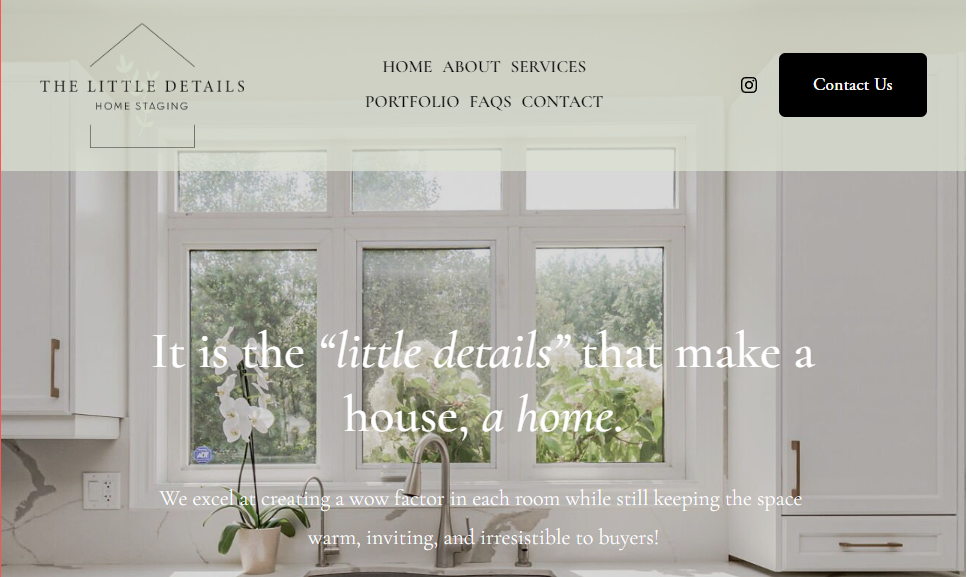 THE LITTLE DETAILS
HOME STAGING
HOME ABOUT SERVICES
PORTFOLIO FAQS CONTACT
Contact Us
It is the “little details” that make a
house, a home.
ADT
We excel at creating a wow factor in each room while still keeping the space
warm, inviting, and irresistible to buyers!